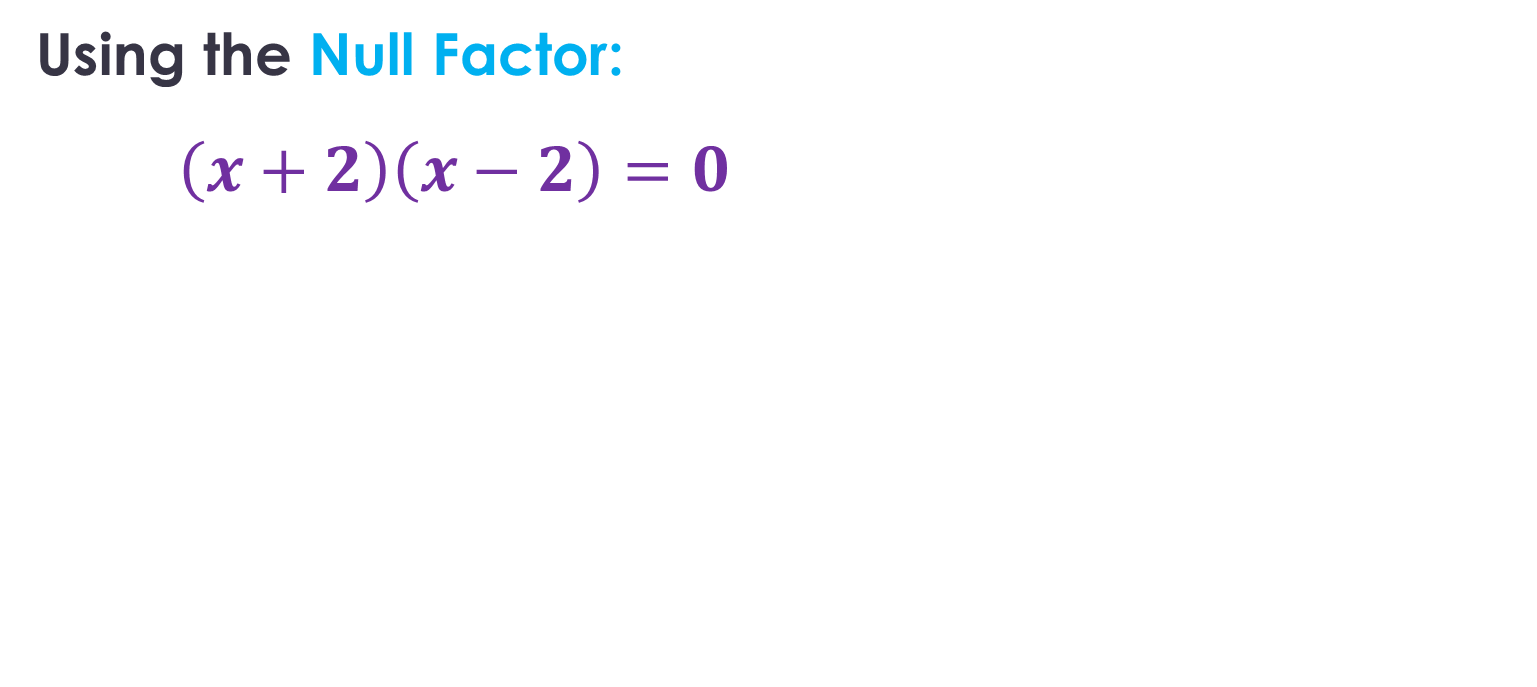 Using the Null Factor:
(x + 2)(x − 2) = 0